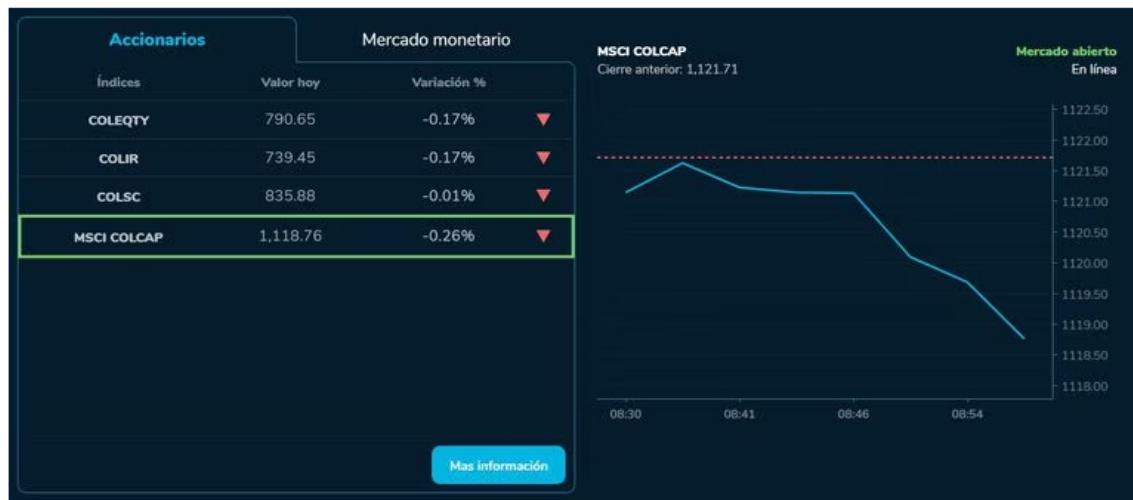 Accionarios
Mercado monetario
Índices Valor hoy Variación %
COLEQTY 790.65 -0.17% ▼
COLIR 739.45 -0.17% ▼
COLSC 835.88 -0.01% ▼
MSCI COLCAP 1,118.76 -0.26% ▼
Mas información
MSCI COLCAP
Cierre anterior: 1,121.71
Mercado abierto
En línea
1122.50
1122.00
1121.50
1121.00
1120.50
1120.00
1119.50
1119.00
1118.50
1118.00
08:30 08:41 08:46 08:54